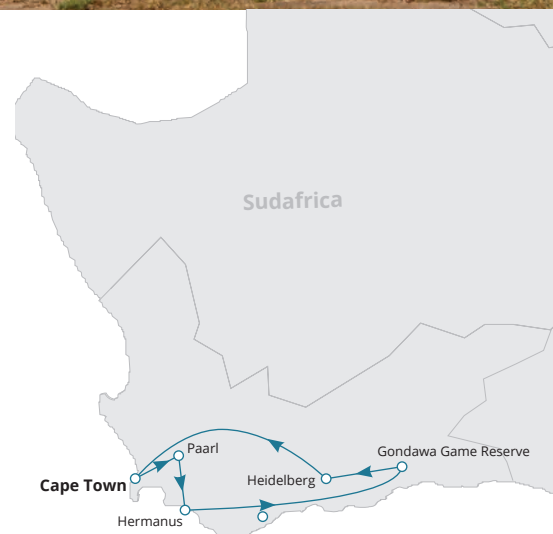 Sudafrica
Paarl
Gondawa Game Reserve
Heidelberg
Cape Town
Hermanus